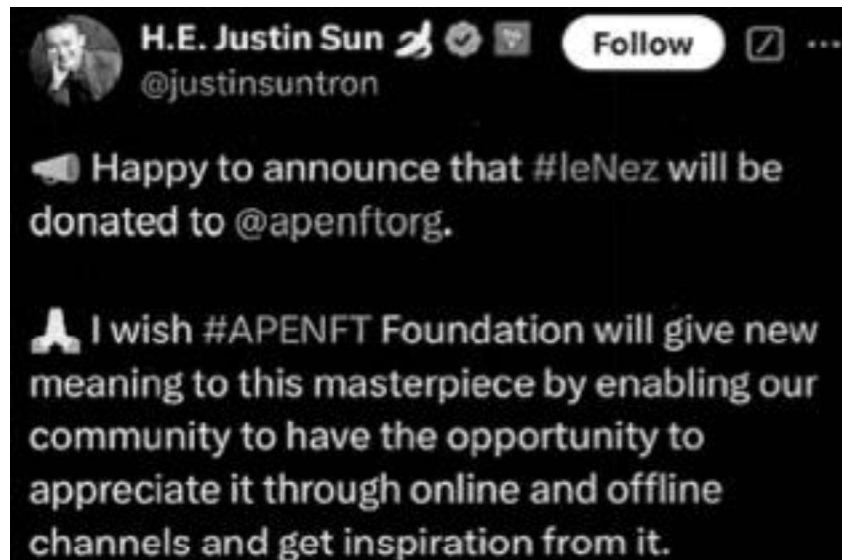 H.E. Justin Sun
Follow
@justinsuntron
Happy to announce that #leNez will be
donated to @apenftorg.
I wish #APENFT Foundation will give new
meaning to this masterpiece by enabling our
community to have the opportunity to
appreciate it through online and offline
channels and get inspiration from it.